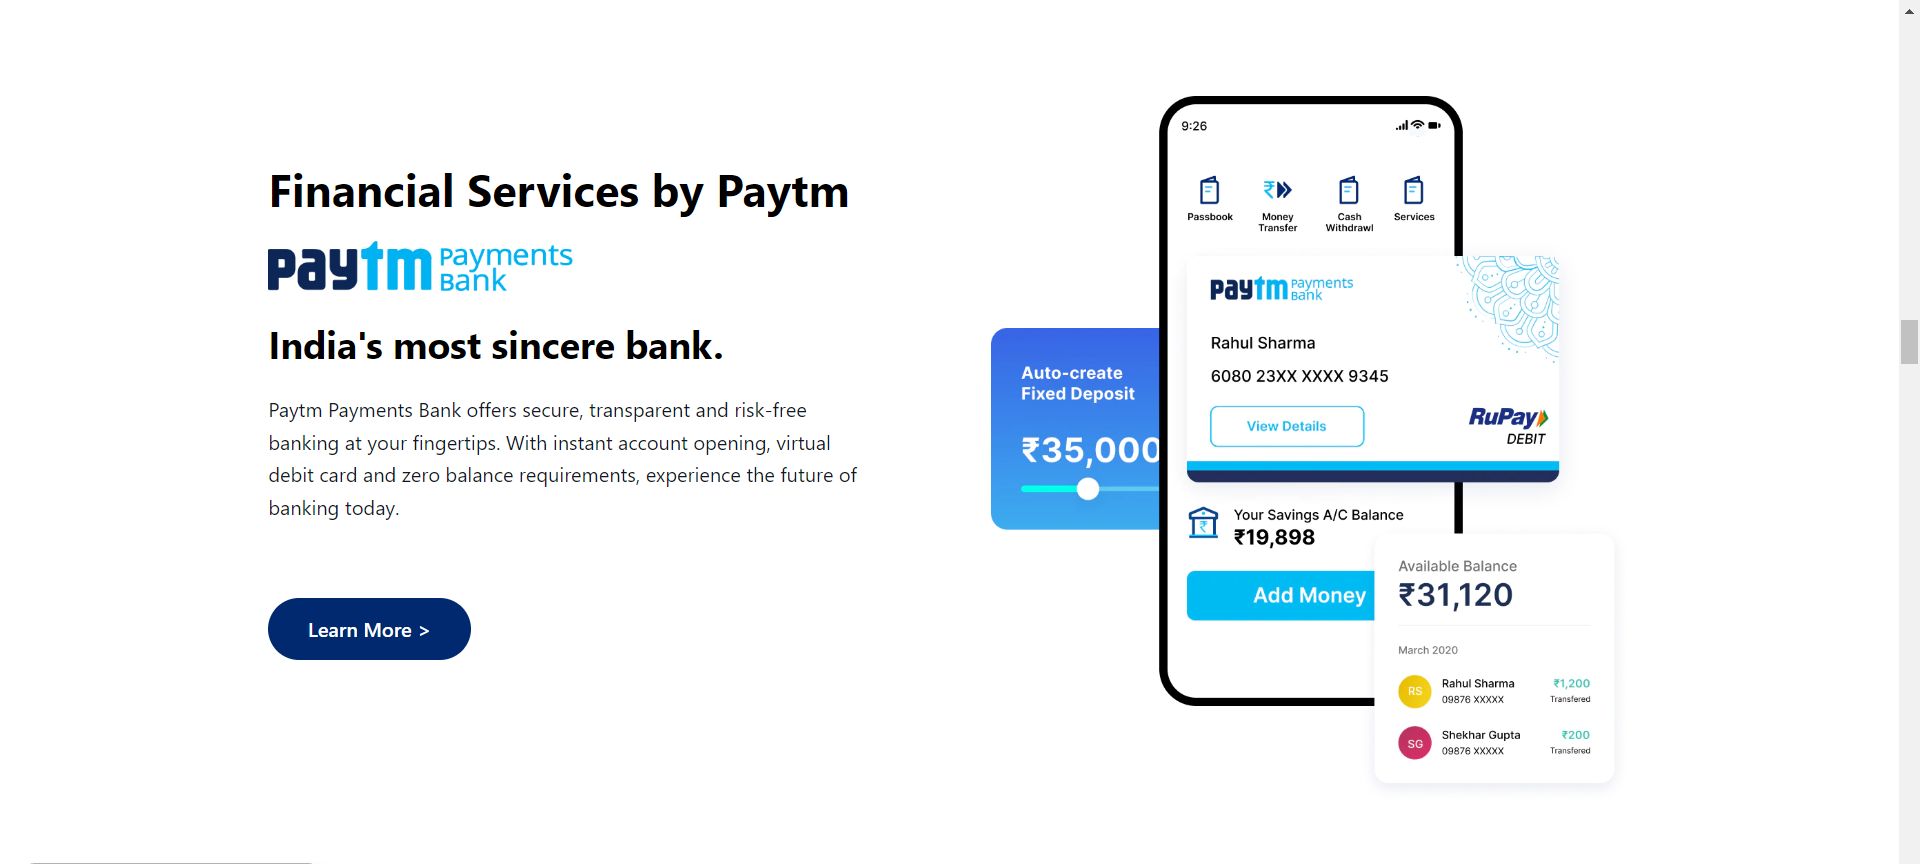 Financial Services by Paytm
paytm Payments
Bank
India's most sincere bank.
Paytm Payments Bank offers secure, transparent and risk-free
banking at your fingertips. With instant account opening, virtual
debit card and zero balance requirements, experience the future of
banking today.
Learn More >
9:26
Passbook
Money
Transfer
Cash
Withdrawl
Services
paytm Payments
Bank
Rahul Sharma
6080 23XX XXXX 9345
View Details
RuPay
DEBIT
Auto-create
Fixed Deposit
₹35,000
Your Savings A/C Balance
₹19,898
Add Money
Available Balance
₹31,120
March 2020
RS
Rahul Sharma
₹1,200
09876 XXXXX
Transfered
SG
Shekhar Gupta
₹200
09876 XXXXX
Transfered